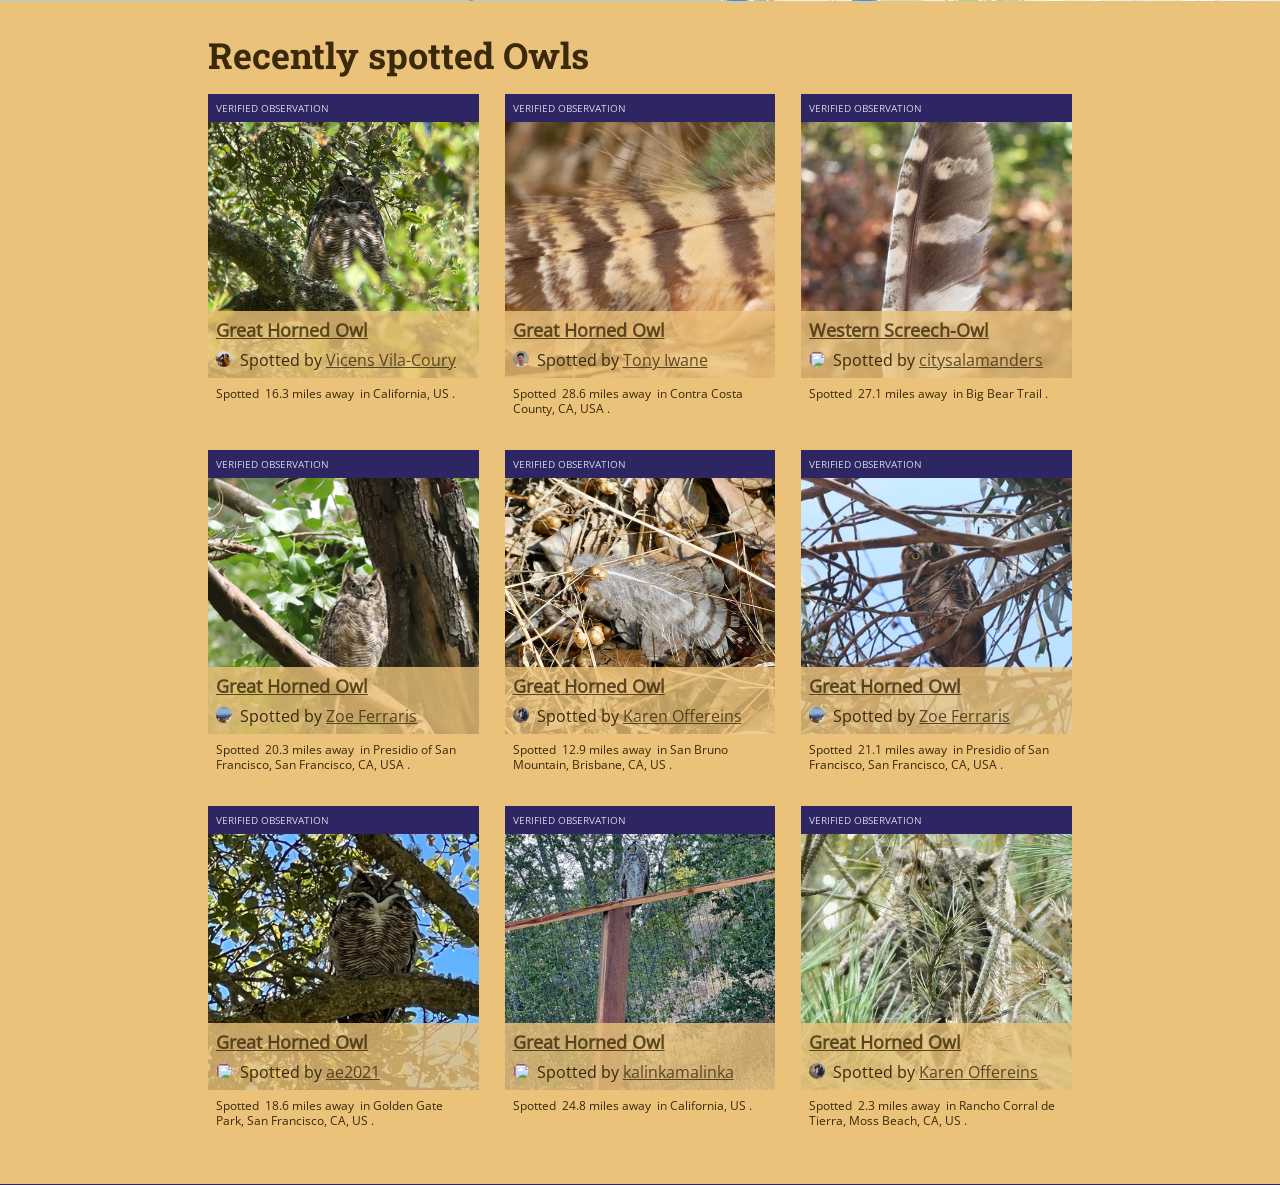 Recently spotted Owls
VERIFIED OBSERVATION
Great Horned Owl
Spotted by Vicens Vila-Coury
Spotted 16.3 miles away in California, US .
VERIFIED OBSERVATION
Great Horned Owl
Spotted by Tony Iwane
Spotted 28.6 miles away in Contra Costa
County, CA, USA .
VERIFIED OBSERVATION
Western Screech-Owl
Spotted by citysalamanders
Spotted 27.1 miles away in Big Bear Trail .
VERIFIED OBSERVATION
Great Horned Owl
Spotted by Zoe Ferraris
Spotted 20.3 miles away in Presidio of San
Francisco, San Francisco, CA, USA .
VERIFIED OBSERVATION
Great Horned Owl
Spotted by Karen Offereins
Spotted 12.9 miles away in San Bruno
Mountain, Brisbane, CA, US .
VERIFIED OBSERVATION
Great Horned Owl
Spotted by Zoe Ferraris
Spotted 21.1 miles away in Presidio of San
Francisco, San Francisco, CA, USA .
VERIFIED OBSERVATION
Great Horned Owl
Spotted by ae2021
Spotted 18.6 miles away in Golden Gate
Park, San Francisco, CA, US .
VERIFIED OBSERVATION
Great Horned Owl
Spotted by kalinkamalinka
Spotted 24.8 miles away in California, US .
VERIFIED OBSERVATION
Great Horned Owl
Spotted by Karen Offereins
Spotted 2.3 miles away in Rancho Corral de
Tierra, Moss Beach, CA, US .